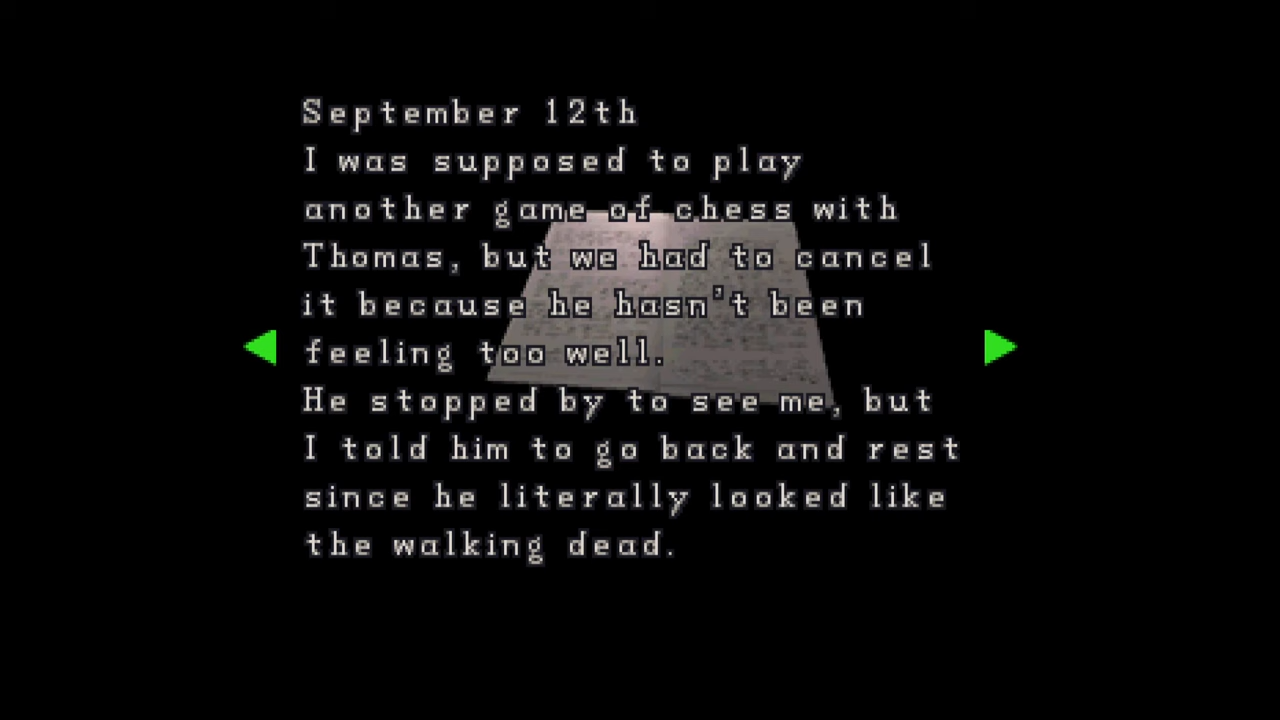 September 12th
I was supposed to play
another game of chess with
Thomas, but we had to cancel
it because he hasn't been
feeling too well.
He stopped by to see me, but
I told him to go back and rest
since he literally looked like
the walking dead.